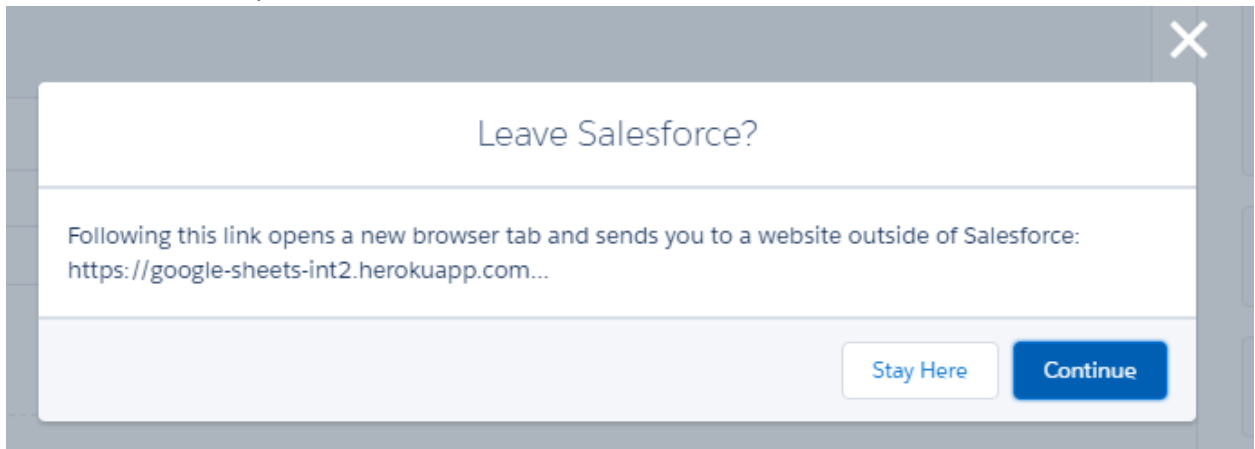 Leave Salesforce?
Following this link opens a new browser tab and sends you to a website outside of Salesforce:
https://google-sheets-int2.herokuapp.com...
Stay Here
Continue